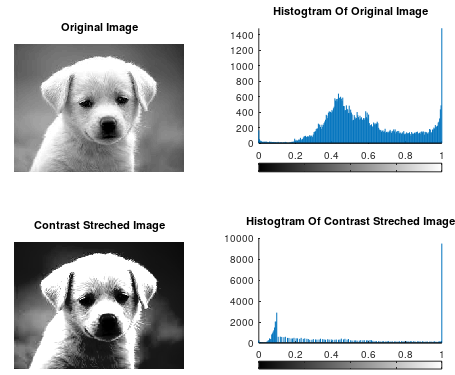 Original Image
Histogtram Of Original Image
1400
1200
1000
800
600
400
200
0
0 0.2 0.4 0.6 0.8 1
Contrast Streched Image
Histogtram Of Contrast Streched Image
10000
8000
6000
4000
2000
0
0 0.2 0.4 0.6 0.8 1